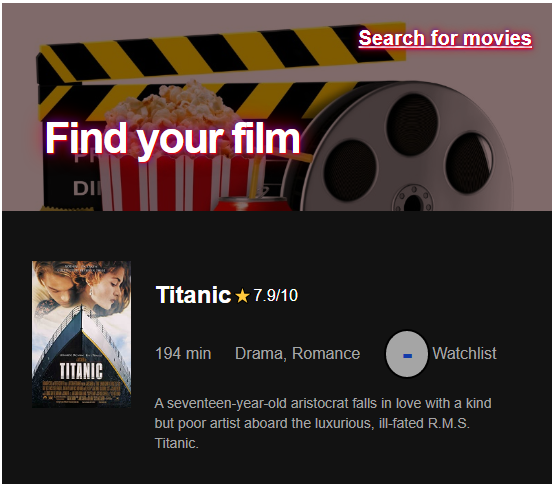 Search for movies
Find your film
Titanic ★ 7.9/10
194 min Drama, Romance - Watchlist
TITANIC
A seventeen-year-old aristocrat falls in love with a kind
but poor artist aboard the luxurious, ill-fated R.M.S.
Titanic.